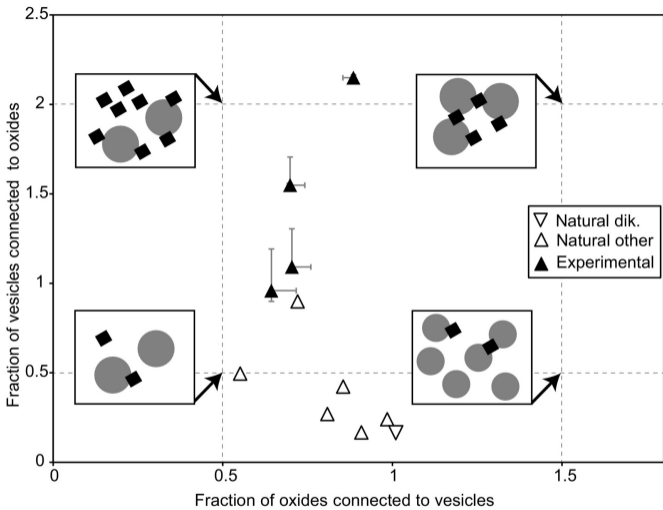 2.5
2
1.5
1
0.5
0
Fraction of vesicles connected to oxides
Natural dik.
Natural other
Experimental
0
0.5
1
1.5
Fraction of oxides connected to vesicles